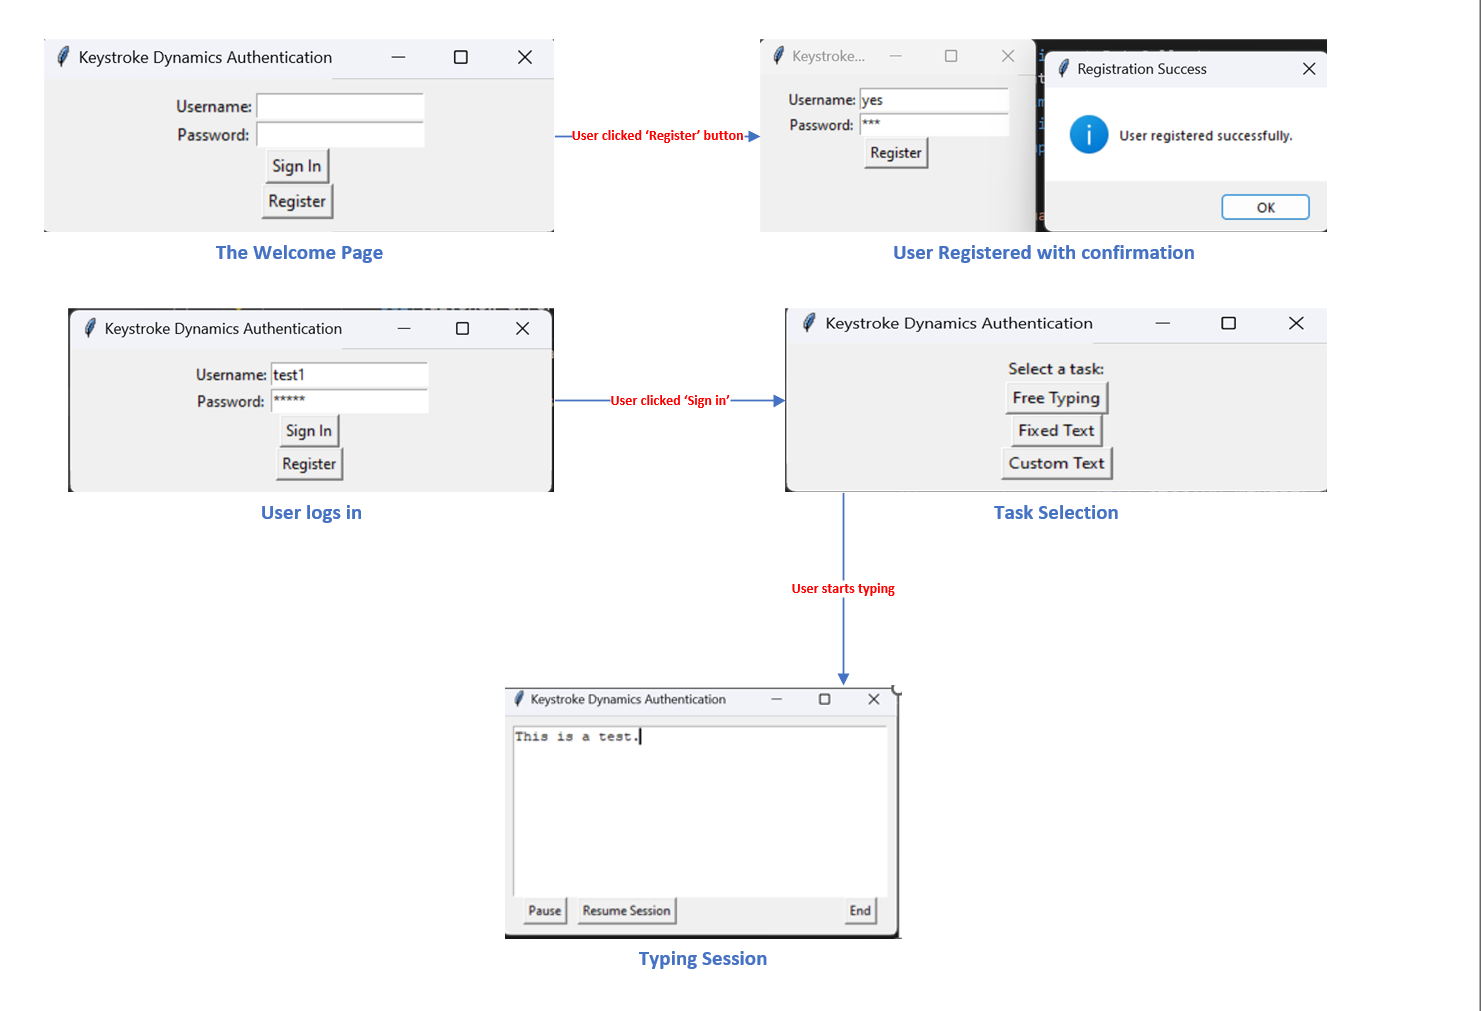 Keystroke Dynamics Authentication
Username:
Password:
Sign In
Register
The Welcome Page
User clicked ‘Register’ button
Keystroke...
Username: yes
Password: ***
Register
Registration Success
User registered successfully.
OK
User Registered with confirmation
Keystroke Dynamics Authentication
Username: test1
Password: *****
Sign In
Register
User logs in
User clicked ‘Sign in’
Keystroke Dynamics Authentication
Select a task:
Free Typing
Fixed Text
Custom Text
Task Selection
User starts typing
Keystroke Dynamics Authentication
This is a test.
Pause Resume Session End
Typing Session